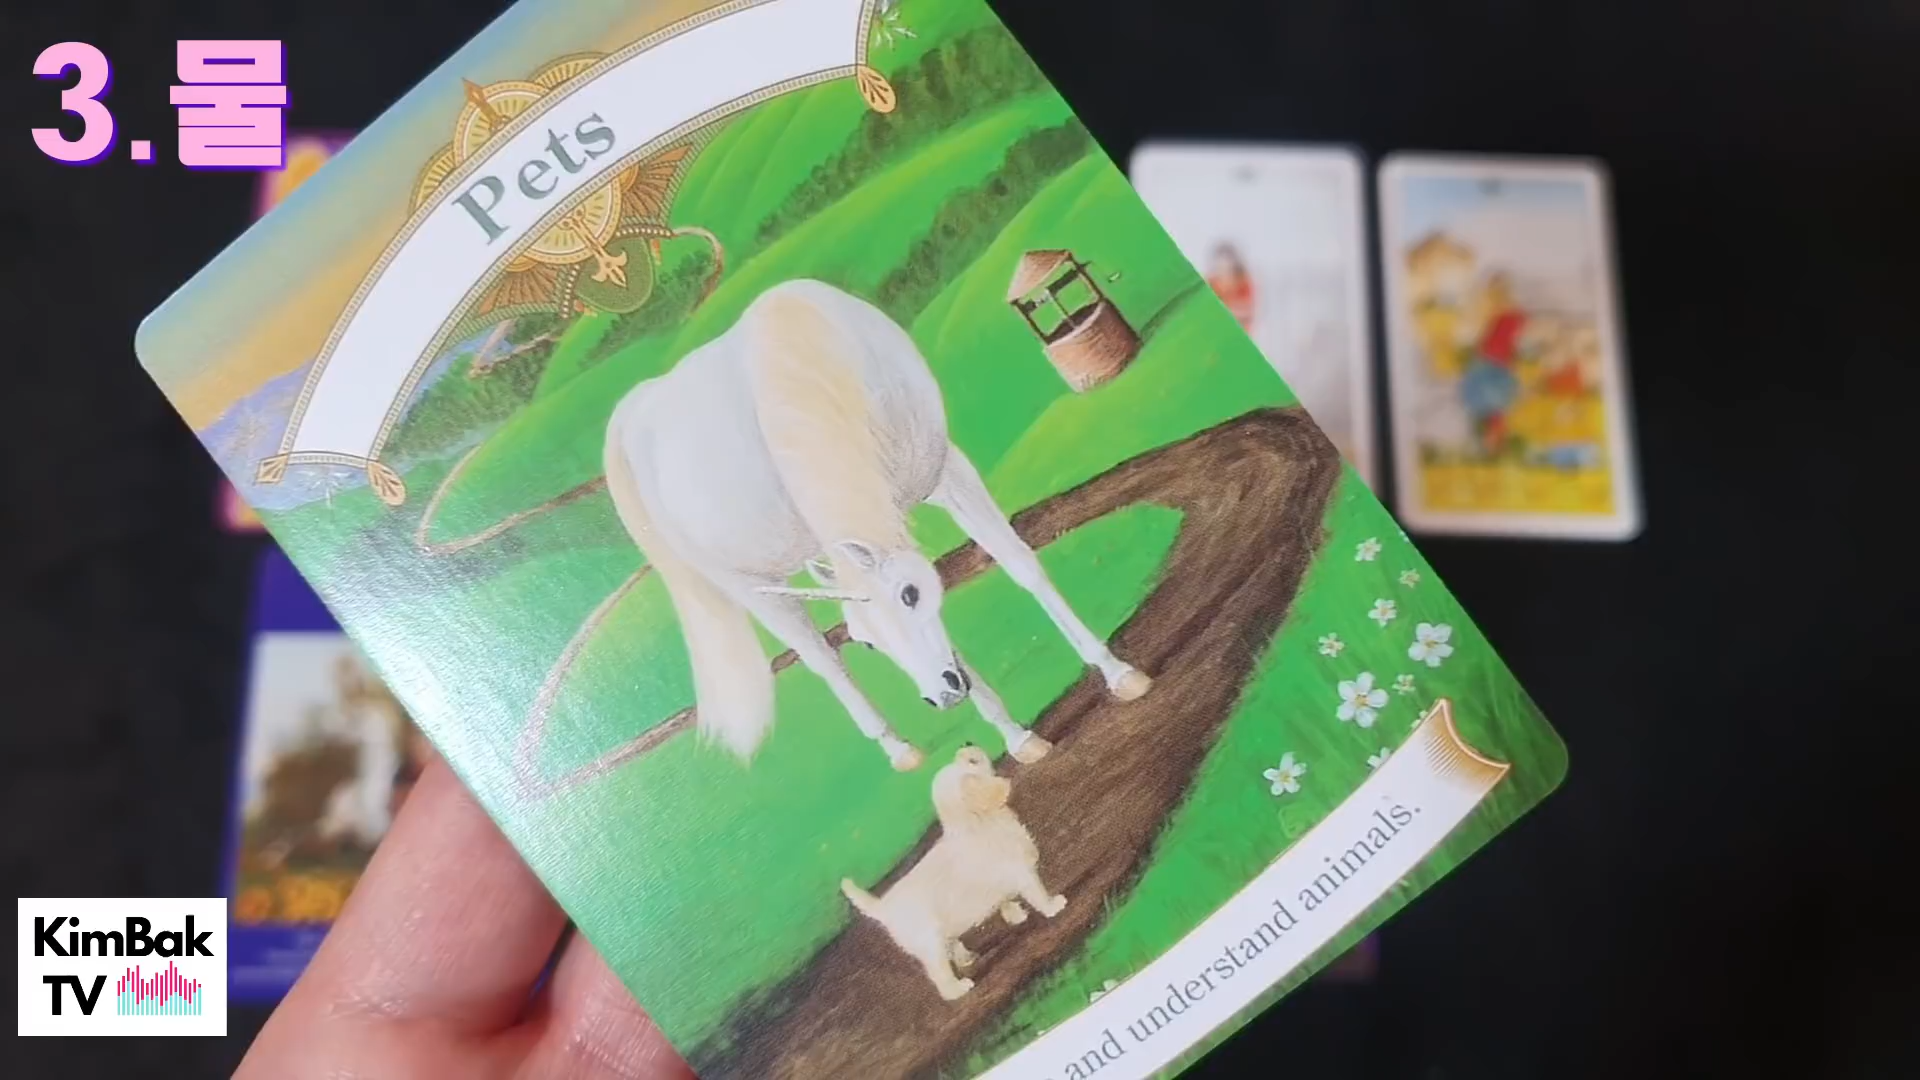 3.물
Pets
and understand animals.
KimBak
TV